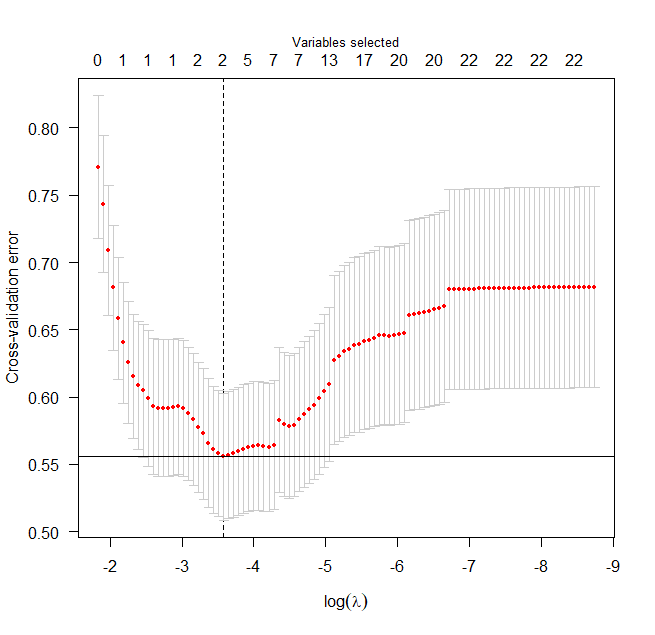 Variables selected
0 1 1 1 2 2 5 7 7 13 17 20 20 22 22 22 22
0.80
0.75
0.70
0.65
0.60
0.55
0.50
Cross-validation error
-2 -3 -4 -5 -6 -7 -8 -9
log(λ)